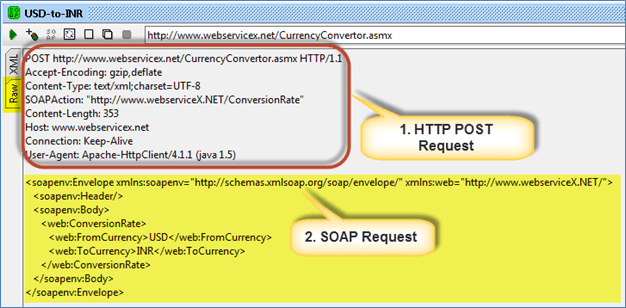 USD-to-INR
http://www.webservicex.net/CurrencyConvertor.asmx
XML
Raw
POST http://www.webservicex.net/CurrencyConvertor.asmx HTTP/1.1
Accept-Encoding: gzip,deflate
Content-Type: text/xml;charset=UTF-8
SOAPAction: "http://www.webserviceX.NET/ConversionRate"
Content-Length: 353
Host: www.webservicex.net
Connection: Keep-Alive
User-Agent: Apache-HttpClient/4.1.1 (java 1.5)
1. HTTP POST
Request
<soapenv:Envelope xmlns:soapenv="http://schemas.xmlsoap.org/soap/envelope/" xmlns:web="http://www.webserviceX.NET/">
<soapenv:Header/>
<soapenv:Body>
<web:ConversionRate>
<web:FromCurrency>USD</web:FromCurrency>
<web:ToCurrency>INR</web:ToCurrency>
</web:ConversionRate>
</soapenv:Body>
</soapenv:Envelope>
2. SOAP Request